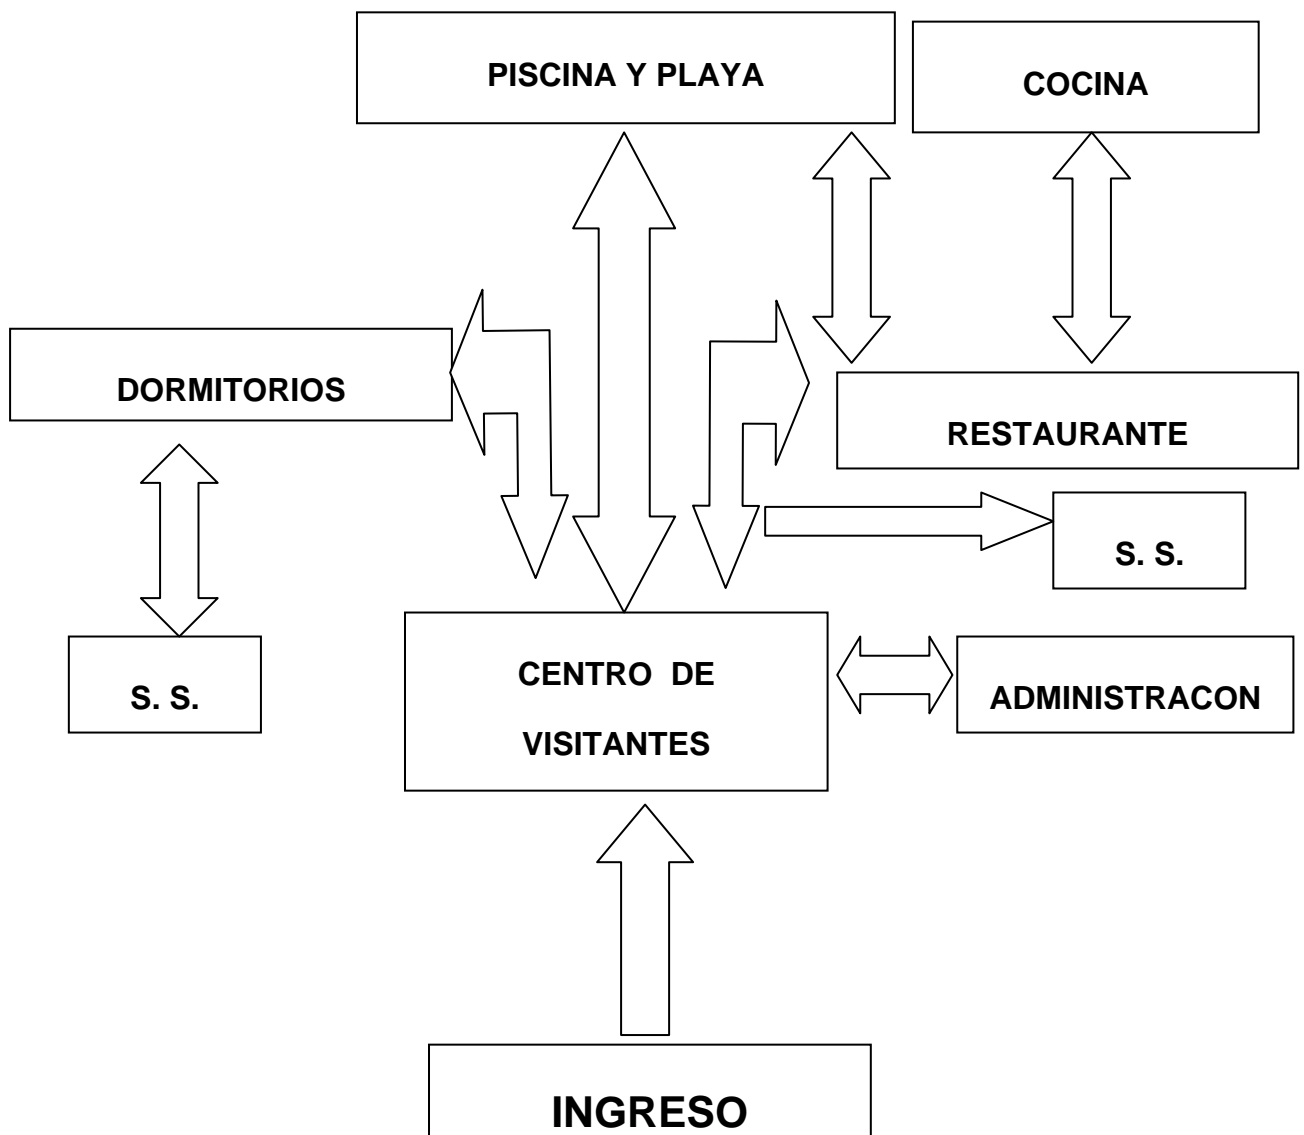 PISCINA Y PLAYA
COCINA
DORMITORIOS
RESTAURANTE
S. S.
S. S.
CENTRO DE
VISITANTES
ADMINISTRACON
INGRESO